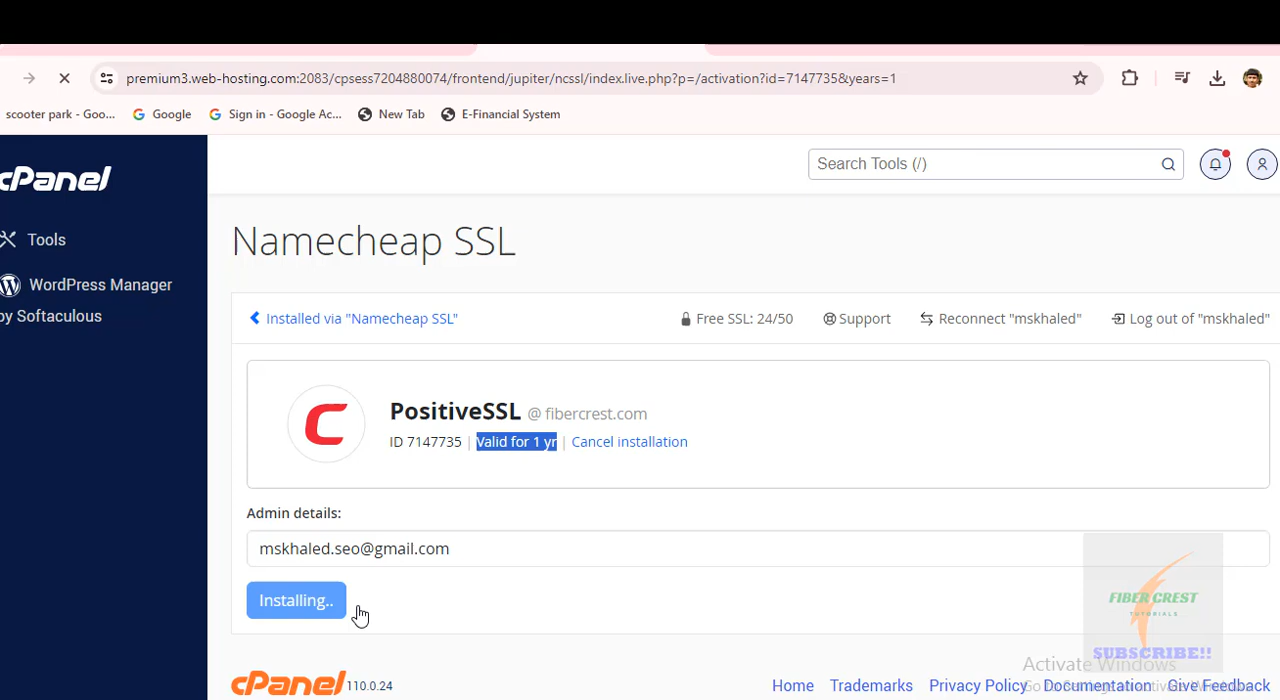 premium3.web-hosting.com:2083/cpsess7204880074/frontend/jupiter/ncssl/index.live.php?p=/activation?id=7147735&years=1
scooter park - Goo... Google Sign in - Google Ac... New Tab E-Financial System
cPanel
Search Tools (/)
Tools
WordPress Manager
by Softaculous
Namecheap SSL
Installed via "Namecheap SSL" Free SSL: 24/50 Support Reconnect "mskhaled" Log out of "mskhaled"
PositiveSSL @ fibercrest.com
ID 7147735 | Valid for 1 yr | Cancel installation
Admin details:
mskhaled.seo@gmail.com
Installing..
FIBER CREST
TUTORIALS
SUBSCRIBE!!
Activate Windows
cPanel 110.0.24 Home Trademarks Privacy Policy Documentation Give Feedback